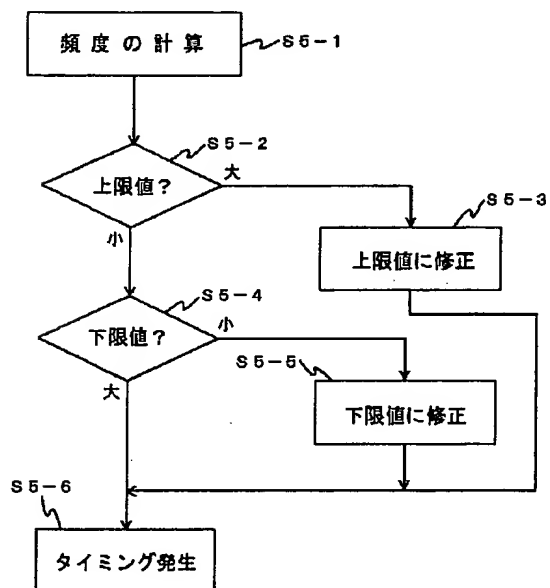 頻度の計算
S5-1
S5-2
上限値?
大
小
S5-3
上限値に修正
S5-4
下限値?
小
大
S5-5
下限値に修正
S5-6
タイミング発生